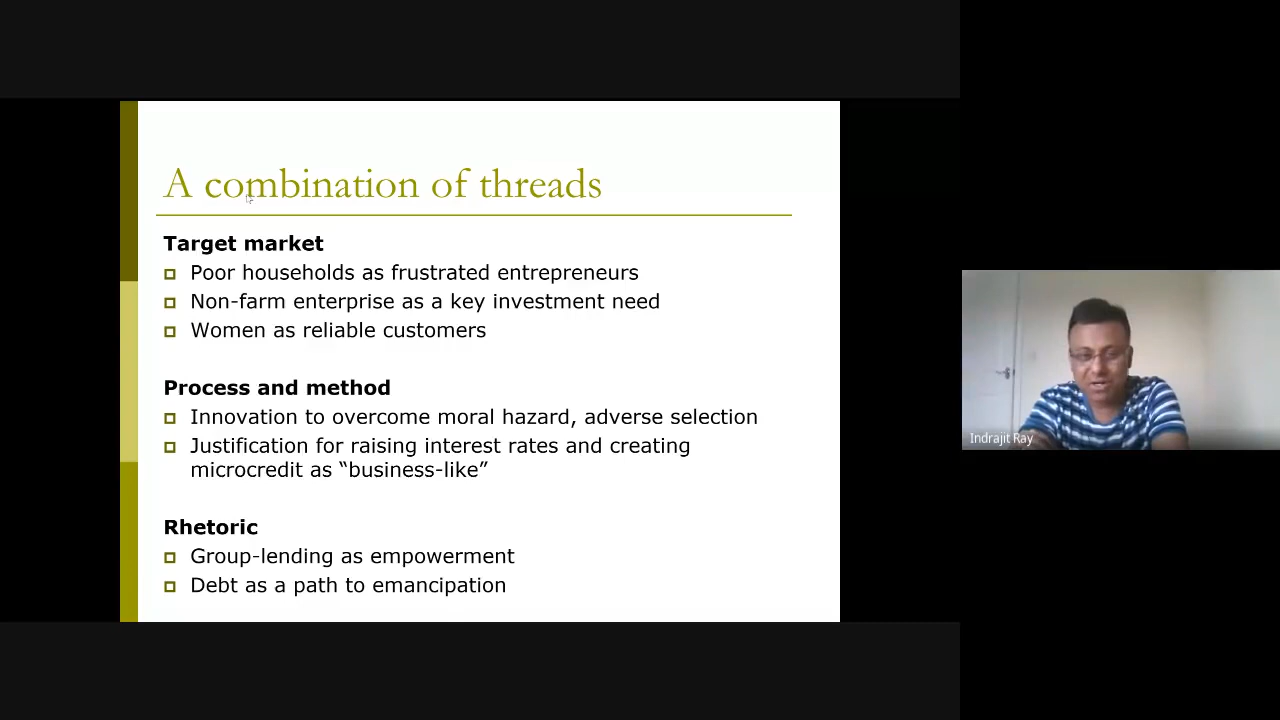 A combination of threads
Target market
Poor households as frustrated entrepreneurs
Non-farm enterprise as a key investment need
Women as reliable customers
Process and method
Innovation to overcome moral hazard, adverse selection
Justification for raising interest rates and creating
microcredit as “business-like”
Rhetoric
Group-lending as empowerment
Debt as a path to emancipation
Indrajit Ray